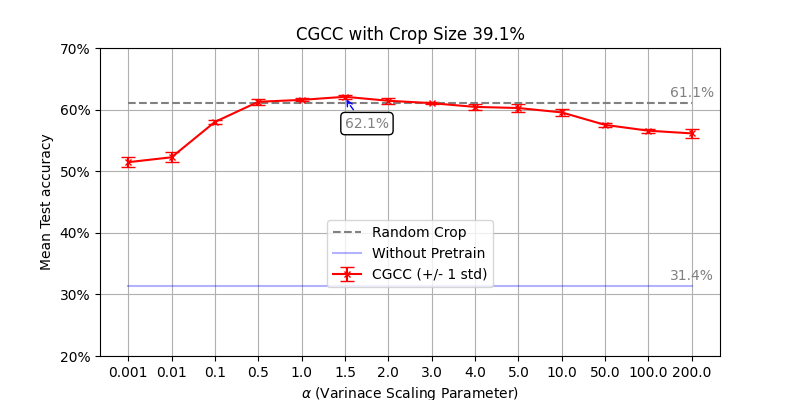 CGCC with Crop Size 39.1%
70%
60%
50%
40%
30%
20%
Mean Test accuracy
61.1%
62.1%
Random Crop
Without Pretrain
CGCC (+/- 1 std)
31.4%
0.001 0.01 0.1 0.5 1.0 1.5 2.0 3.0 4.0 5.0 10.0 50.0 100.0 200.0
α (Varinace Scaling Parameter)